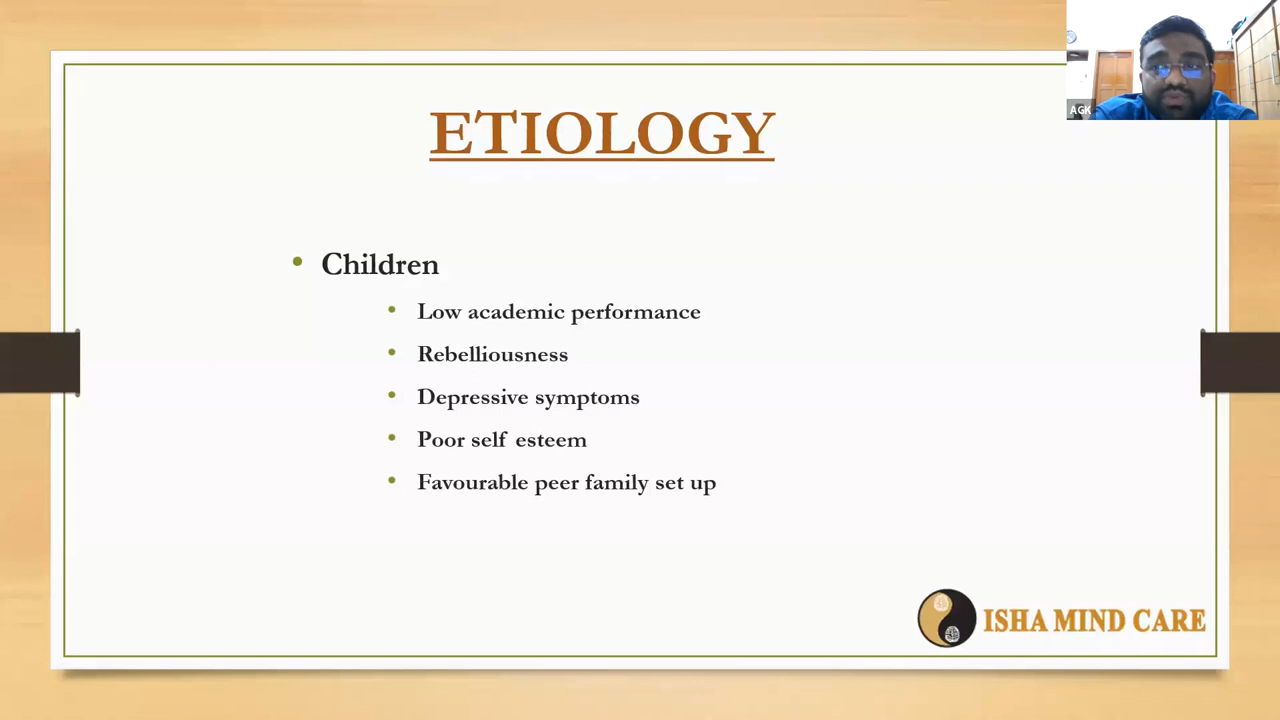 AGK
ETIOLOGY
Children
Low academic performance
Rebelliousness
Depressive symptoms
Poor self esteem
Favourable peer family set up
ISHA MIND CARE